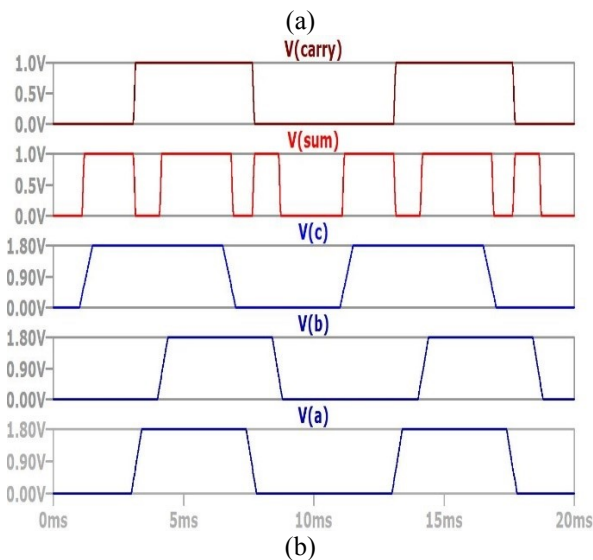 (a)
V(carry)
1.0V
0.5V
0.0V
V(sum)
1.0V
0.5V
0.0V
V(c)
1.80V
0.90V
0.00V
V(b)
1.80V
0.90V
0.00V
V(a)
1.80V
0.90V
0.00V
0ms 5ms 10ms 15ms 20ms
(b)